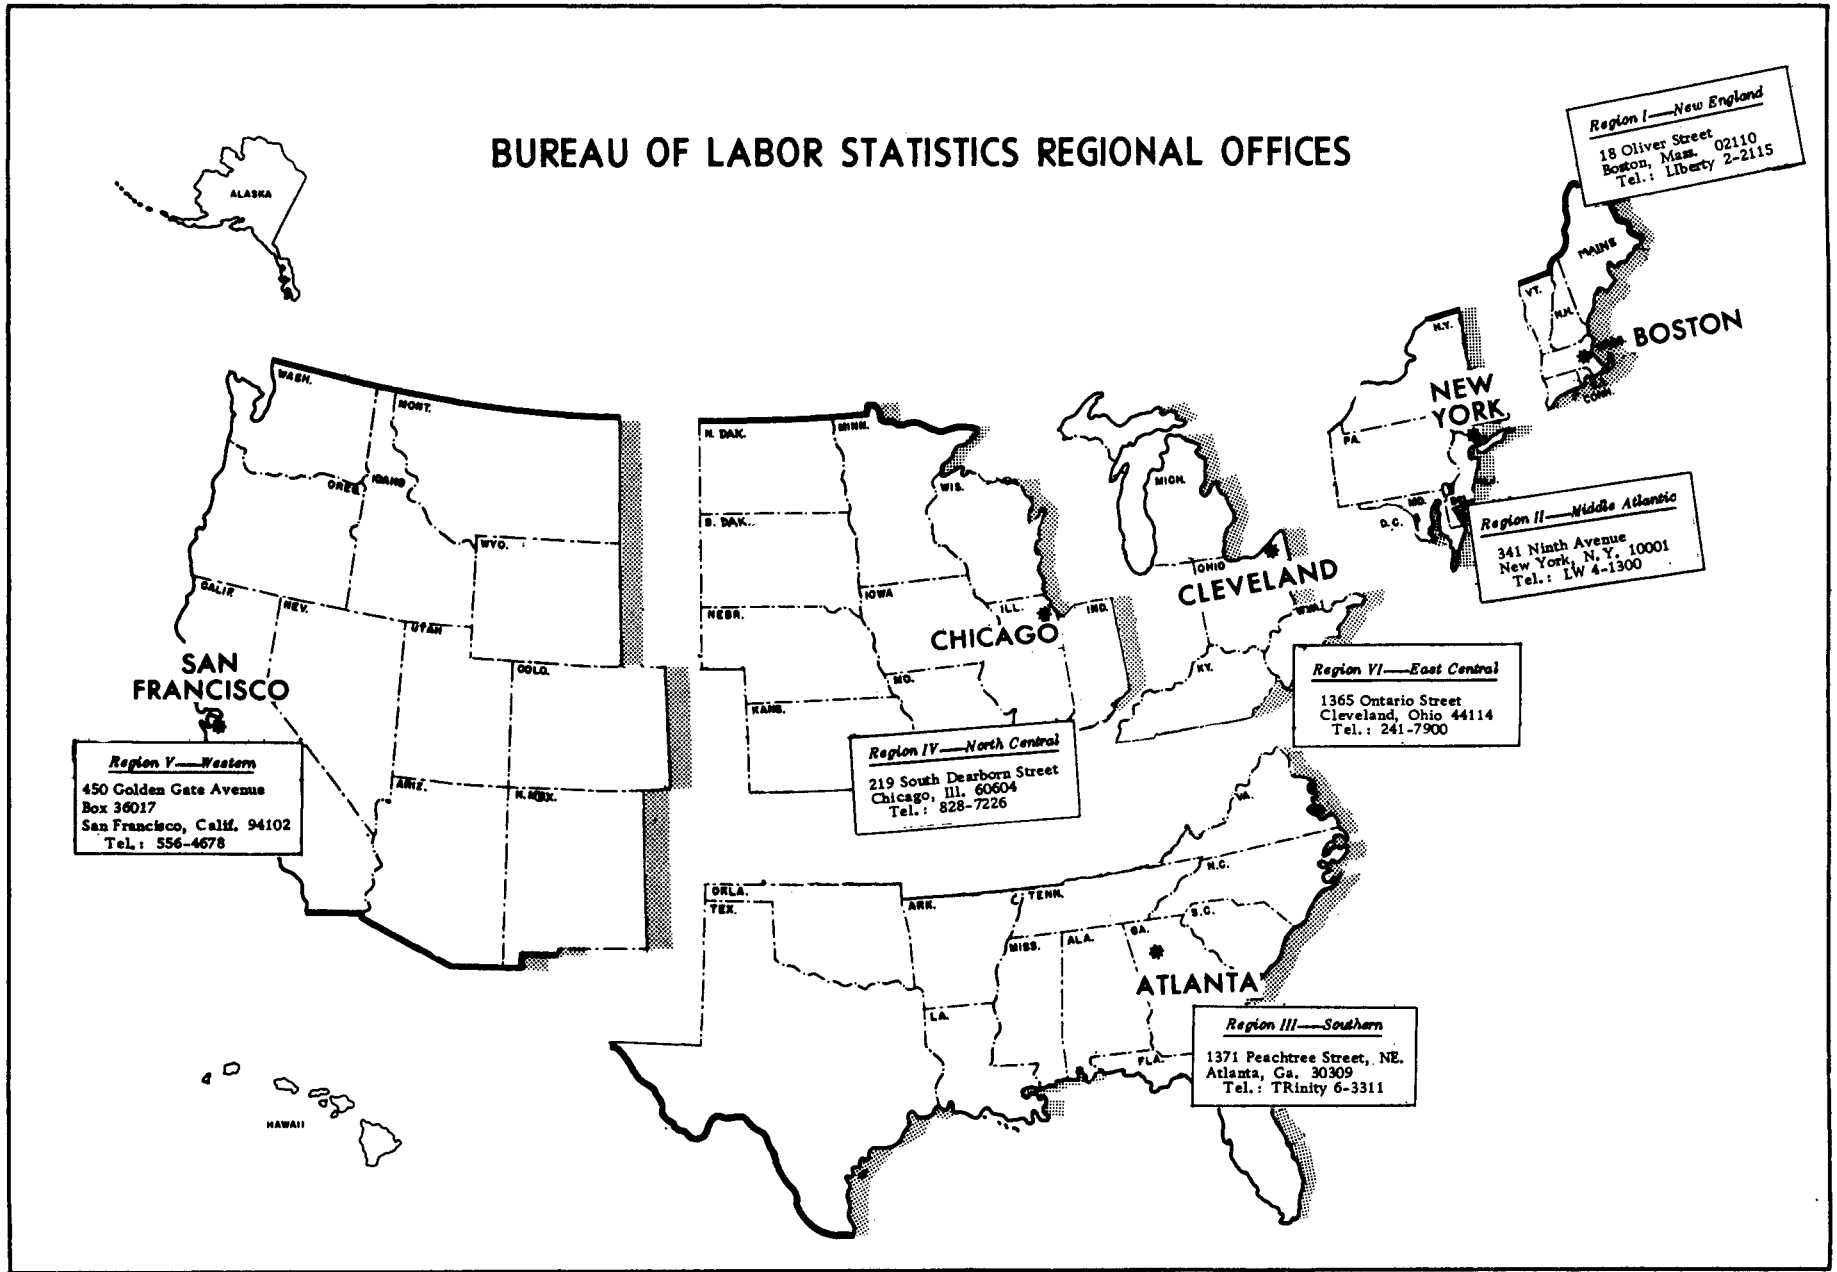 BUREAU OF LABOR STATISTICS REGIONAL OFFICES
Region I—New England
18 Oliver Street
Boston, Mass. 02110
Tel.: LIberty 2-2115
ALASKA
MAINE
VT.
N.H.
BOSTON
CONN.
N.Y.
NEW
YORK
PA.
MD.
D.C.
Region II—Middle Atlantic
341 Ninth Avenue
New York, N.Y. 10001
Tel.: LW 4-1300
WASH.
MONT.
OREG.
IDAHO
WYO.
CALIF.
NEV.
UTAH
COLO.
ARIZ.
N. MEX.
SAN
FRANCISCO
Region V—Western
450 Golden Gate Avenue
Box 36017
San Francisco, Calif. 94102
Tel.: 556-4678
N. DAK.
MINN.
S. DAK.
WIS.
NEBR.
IOWA
ILL.
IND.
MO.
KANS.
CHICAGO
Region IV—North Central
219 South Dearborn Street
Chicago, Ill. 60604
Tel.: 828-7226
MICH.
OHIO
CLEVELAND
W.VA.
KY.
Region VI—East Central
1365 Ontario Street
Cleveland, Ohio 44114
Tel.: 241-7900
VA.
N.C.
S.C.
OKLA.
TEX.
ARK.
TENN.
MISS.
ALA.
GA.
LA.
FLA.
ATLANTA
Region III—Southern
1371 Peachtree Street, NE.
Atlanta, Ga. 30309
Tel.: TRinity 6-3311
HAWAII